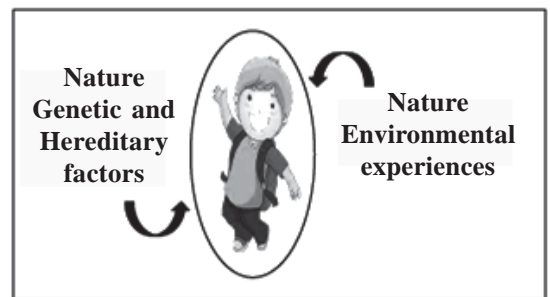 Nature
Genetic and
Hereditary
factors
Nature
Environmental
experiences